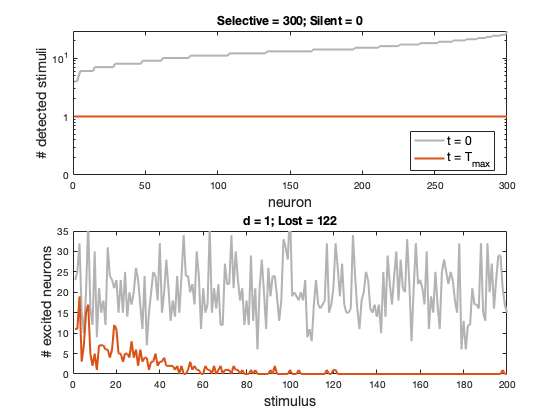 Selective = 300; Silent = 0
# detected stimuli
10¹
1
0
t = 0
t = T_max
0 50 100 150 200 250 300
neuron
d = 1; Lost = 122
# excited neurons
35
30
25
20
15
10
5
0
0 20 40 60 80 100 120 140 160 180 200
stimulus